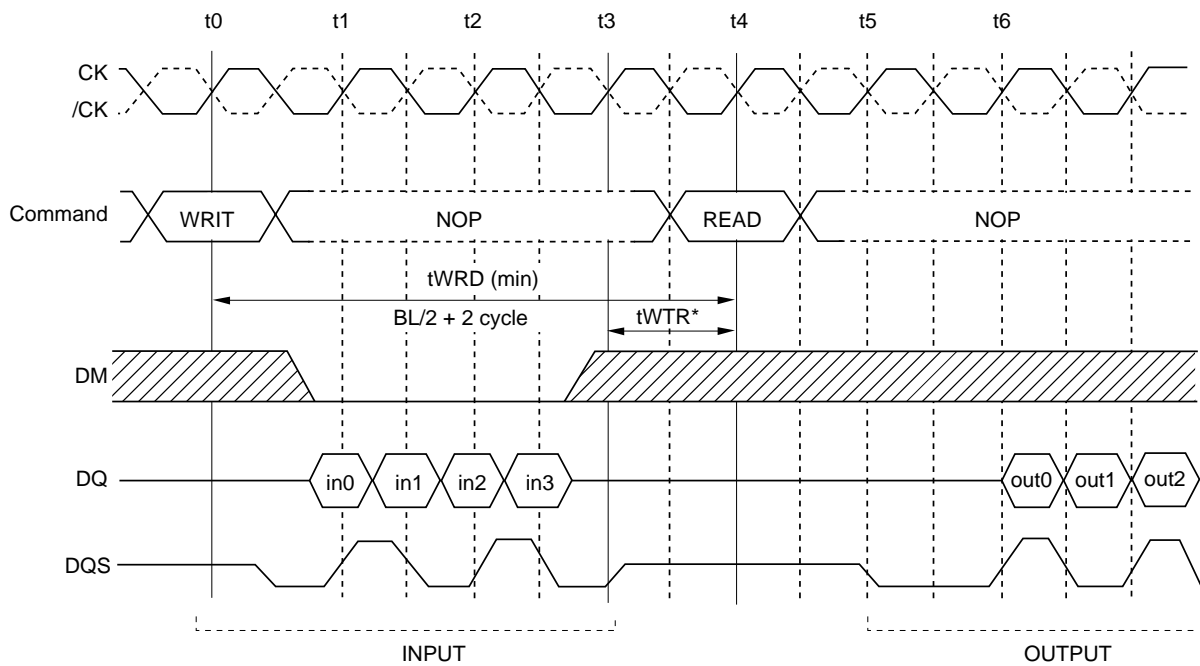 t0 t1 t2 t3 t4 t5 t6
CK
/CK
Command WRIT NOP READ NOP
tWRD (min)
BL/2 + 2 cycle tWTR*
DM
DQ in0 in1 in2 in3 out0 out1 out2
DQS
INPUT OUTPUT